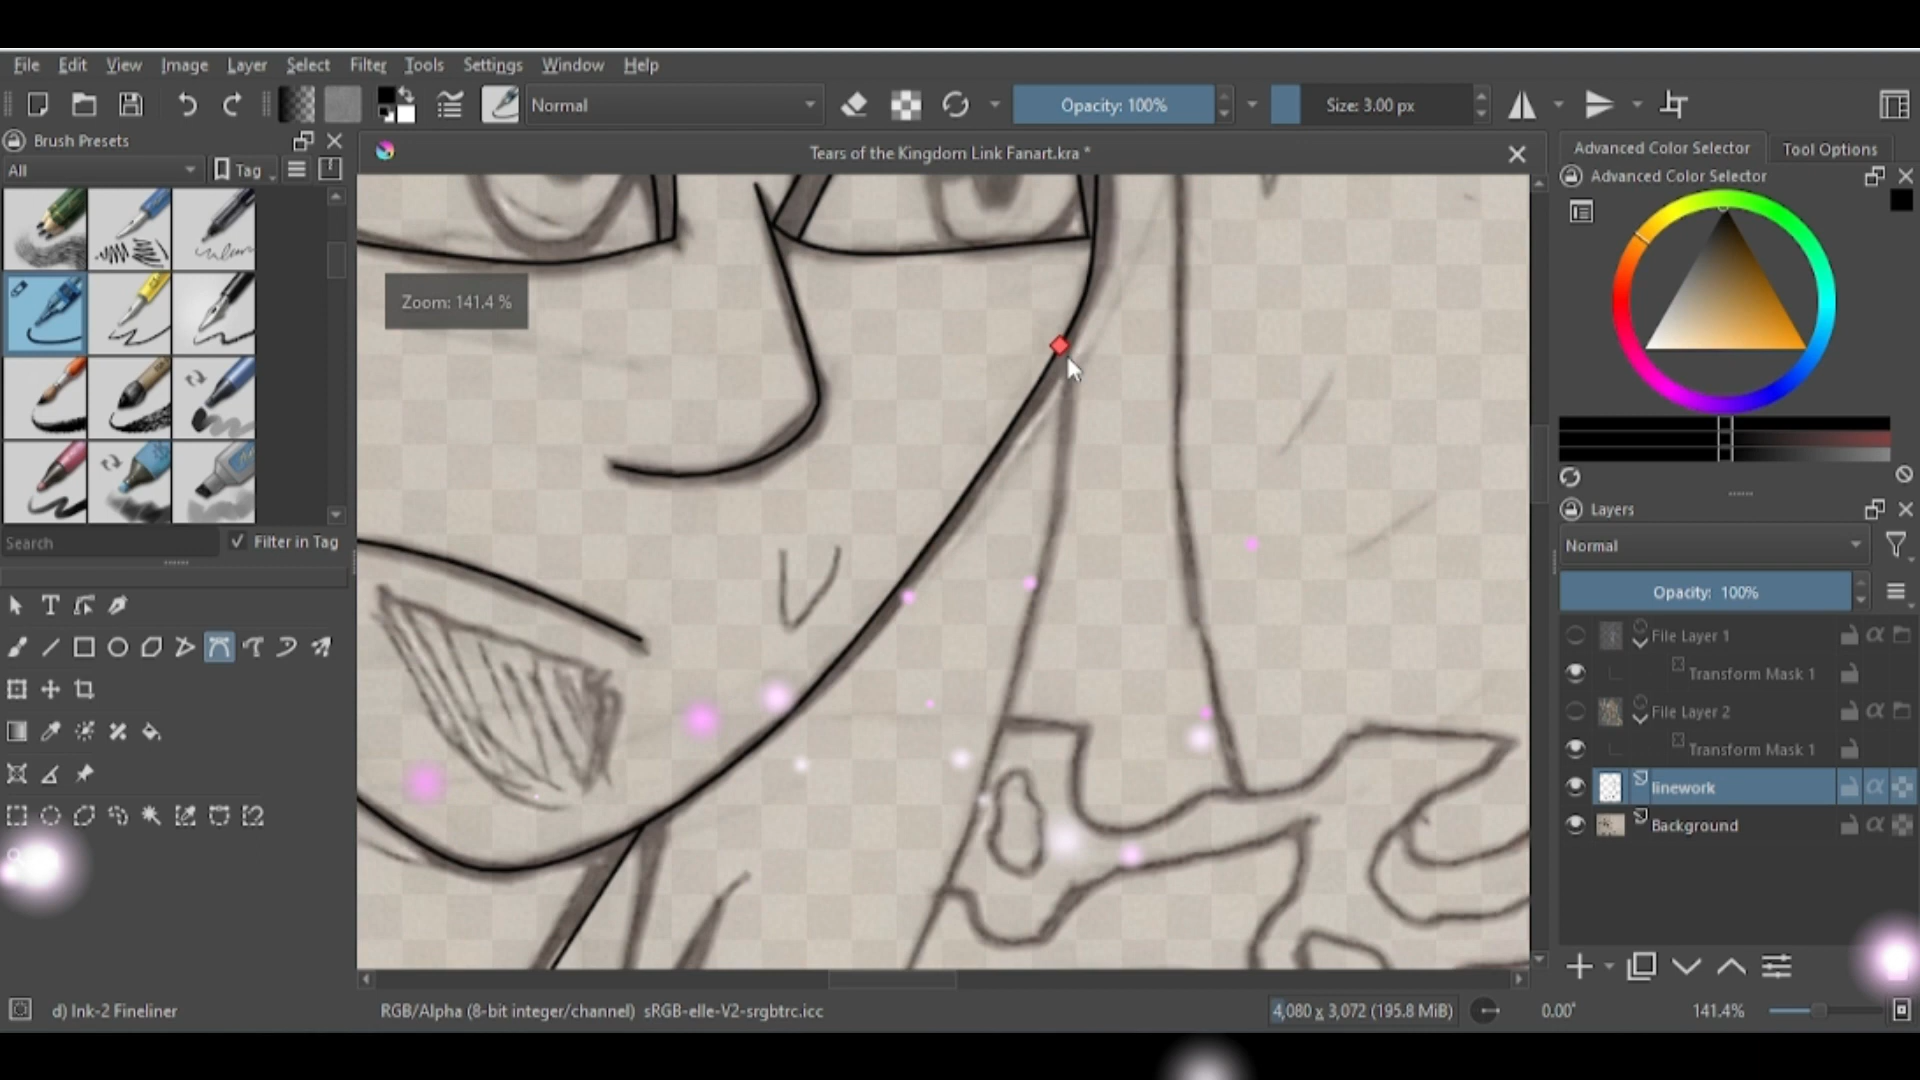 File Edit View Image Layer Select Filter Tools Settings Window Help
Normal Opacity: 100% Size: 3.00 px
Brush Presets
All Tag
Search Filter in Tag
Tears of the Kingdom Link Fanart.kra *
Zoom: 141.4 %
Advanced Color Selector Tool Options
Advanced Color Selector
Layers
Normal
Opacity: 100%
File Layer 1
Transform Mask 1
File Layer 2
Transform Mask 1
linework
Background
d) Ink-2 Fineliner RGB/Alpha (8-bit integer/channel) sRGB-elle-V2-srgbtrc.icc 4,080 x 3,072 (195.8 MiB) 0.00° 141.4%